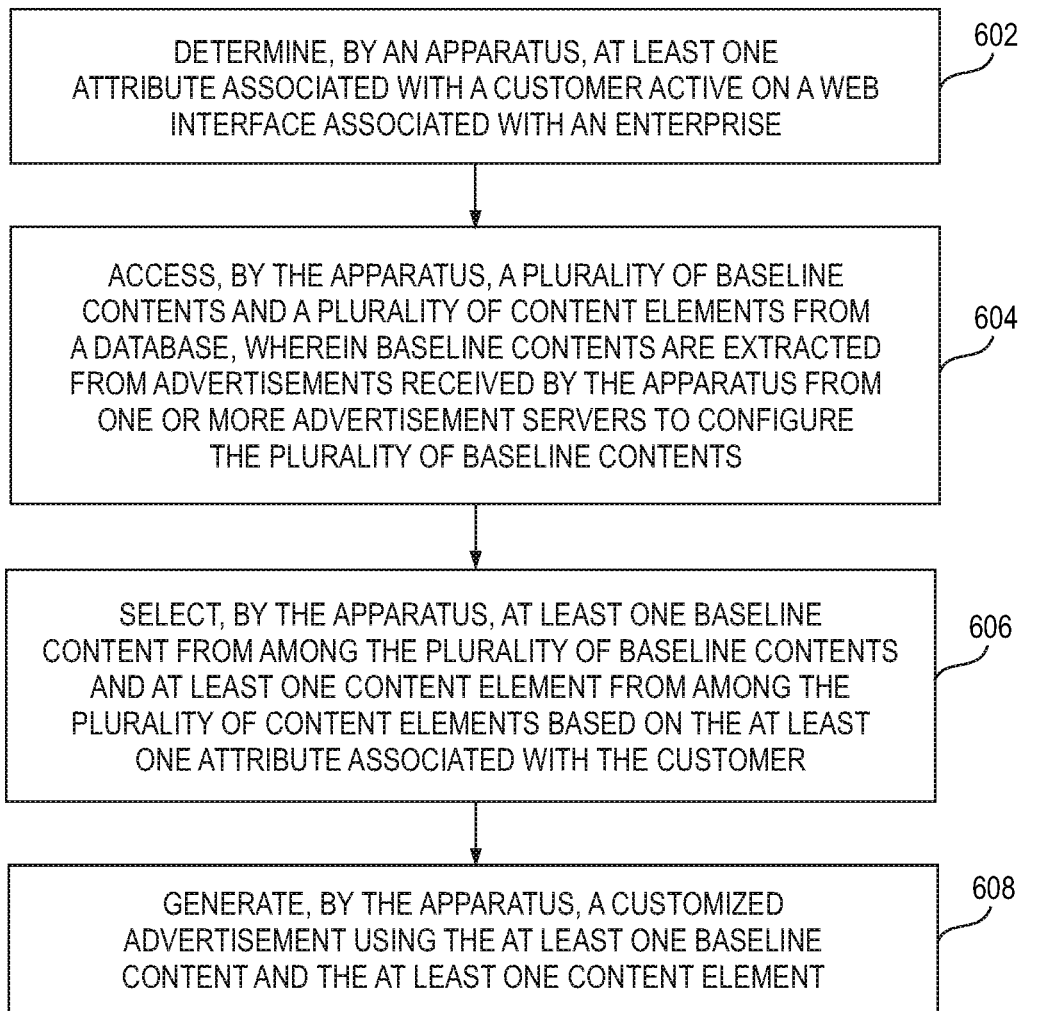 DETERMINE, BY AN APPARATUS, AT LEAST ONE
ATTRIBUTE ASSOCIATED WITH A CUSTOMER ACTIVE ON A WEB
INTERFACE ASSOCIATED WITH AN ENTERPRISE
602
ACCESS, BY THE APPARATUS, A PLURALITY OF BASELINE
CONTENTS AND A PLURALITY OF CONTENT ELEMENTS FROM
A DATABASE, WHEREIN BASELINE CONTENTS ARE EXTRACTED
FROM ADVERTISEMENTS RECEIVED BY THE APPARATUS FROM
ONE OR MORE ADVERTISEMENT SERVERS TO CONFIGURE
THE PLURALITY OF BASELINE CONTENTS
604
SELECT, BY THE APPARATUS, AT LEAST ONE BASELINE
CONTENT FROM AMONG THE PLURALITY OF BASELINE CONTENTS
AND AT LEAST ONE CONTENT ELEMENT FROM AMONG THE
PLURALITY OF CONTENT ELEMENTS BASED ON THE AT LEAST
ONE ATTRIBUTE ASSOCIATED WITH THE CUSTOMER
606
GENERATE, BY THE APPARATUS, A CUSTOMIZED
ADVERTISEMENT USING THE AT LEAST ONE BASELINE
CONTENT AND THE AT LEAST ONE CONTENT ELEMENT
608